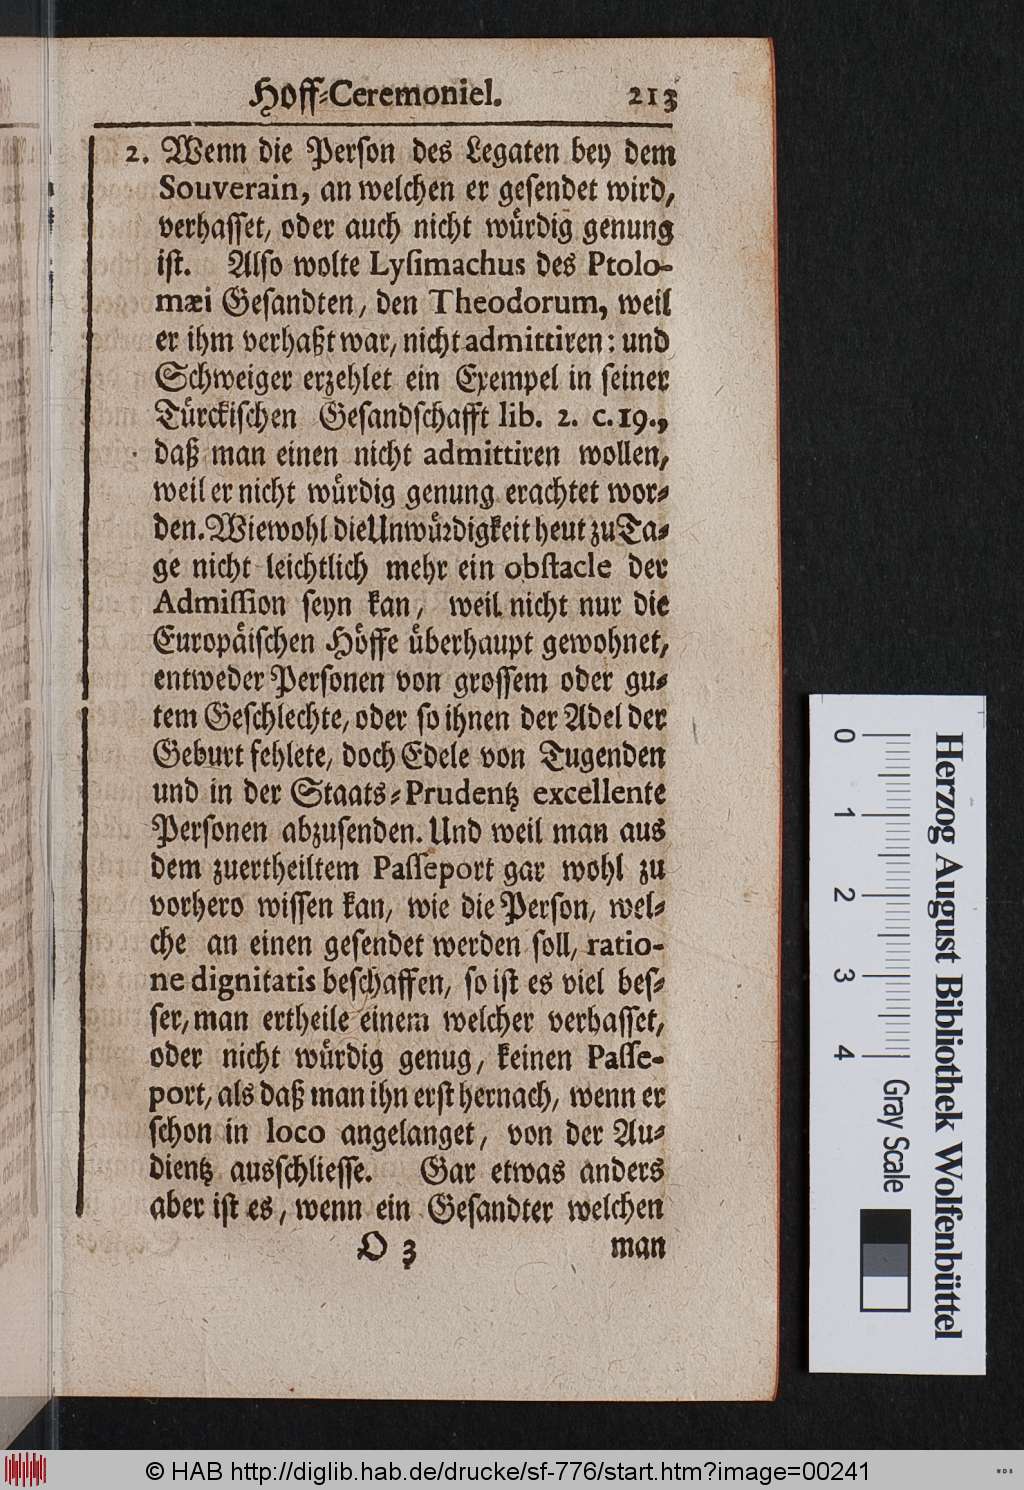 Hoff-Ceremoniel. 213
2. Wenn die Person des Legaten bey dem
Souverain, an welchen er gesendet wird,
verhasset, oder auch nicht würdig genung
ist. Also wolte Lysimachus des Ptolo-
mæi Gesandten, den Theodorum, weil
er ihm verhaßt war, nicht admittiren: und
Schweiger erzehlet ein Exempel in seiner
Türckischen Gesandschafft lib. 2. c. 19.,
daß man einen nicht admittiren wollen,
weil er nicht würdig genung erachtet wor-
den. Wiewohl die Unwürdigkeit heut zu Ta-
ge nicht leichtlich mehr ein obstacle der
Admission seyn kan, weil nicht nur die
Europäischen Höffe überhaupt gewohnet,
entweder Personen von grossem oder gu-
tem Geschlechte, oder so ihnen der Adel der
Geburt fehlete, doch Edele von Tugenden
und in der Staats-Prudentz excellente
Personen abzusenden. Und weil man aus
dem zuertheiltem Passeport gar wohl zu
vorhero wissen kan, wie die Person, wel-
che an einen gesendet werden soll, ratio-
ne dignitatis beschaffen, so ist es viel bes-
ser, man ertheile einem welcher verhasset,
oder nicht würdig genug, keinen Passe-
port, als daß man ihn erst hernach, wenn er
schon in loco angelanget, von der Au-
dientz ausschliesse. Gar etwas anders
aber ist es, wenn ein Gesandter welchen
O 3 man
0 1 2 3 4 Gray Scale
Herzog August Bibliothek Wolfenbüttel
© HAB http://diglib.hab.de/drucke/sf-776/start.htm?image=00241